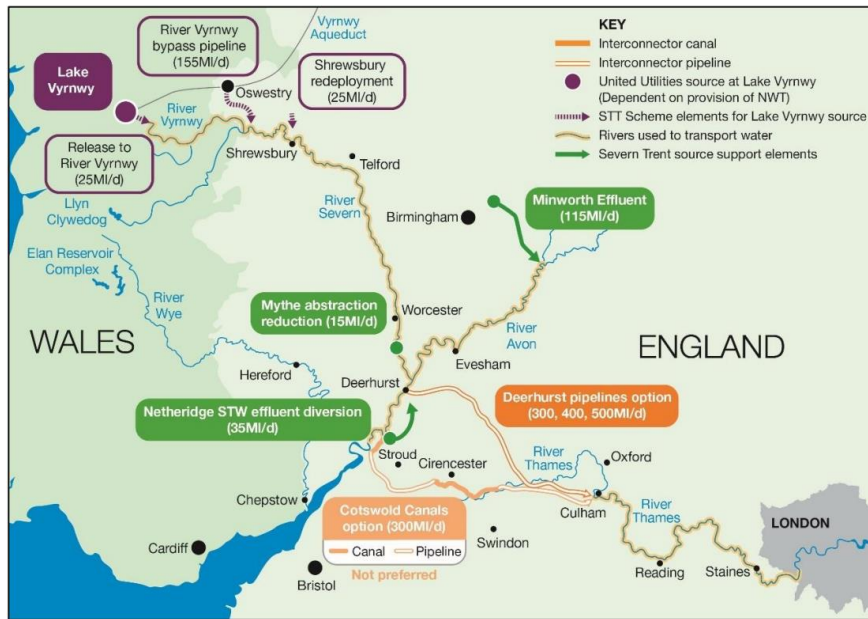 River Vyrnwy
bypass pipeline
(155Ml/d)
Vyrnwy
Aqueduct
Lake
Vyrnwy
Oswestry
Shrewsbury
redeployment
(25Ml/d)
River
Vyrnwy
Release to
River Vyrnwy
(25Ml/d)
Shrewsbury
Telford
Llyn
Clywedog
River
Severn
Birmingham
Minworth Effluent
(115Ml/d)
Elan Reservoir
Complex
River
Wye
Mythe abstraction
reduction (15Ml/d)
Worcester
River
Avon
WALES
ENGLAND
Evesham
Hereford
Deerhurst
Netheridge STW effluent diversion
(35Ml/d)
Deerhurst pipelines option
(300, 400, 500Ml/d)
Stroud
Cirencester
River
Thames
Oxford
Chepstow
Culham
River
Thames
Cotswold Canals
option (300Ml/d)
Canal
Pipeline
Not preferred
Swindon
LONDON
Cardiff
Bristol
Reading
Staines
KEY
Interconnector canal
Interconnector pipeline
United Utilities source at Lake Vyrnwy
(Dependent on provision of NWT)
STT Scheme elements for Lake Vyrnwy source
Rivers used to transport water
Severn Trent source support elements